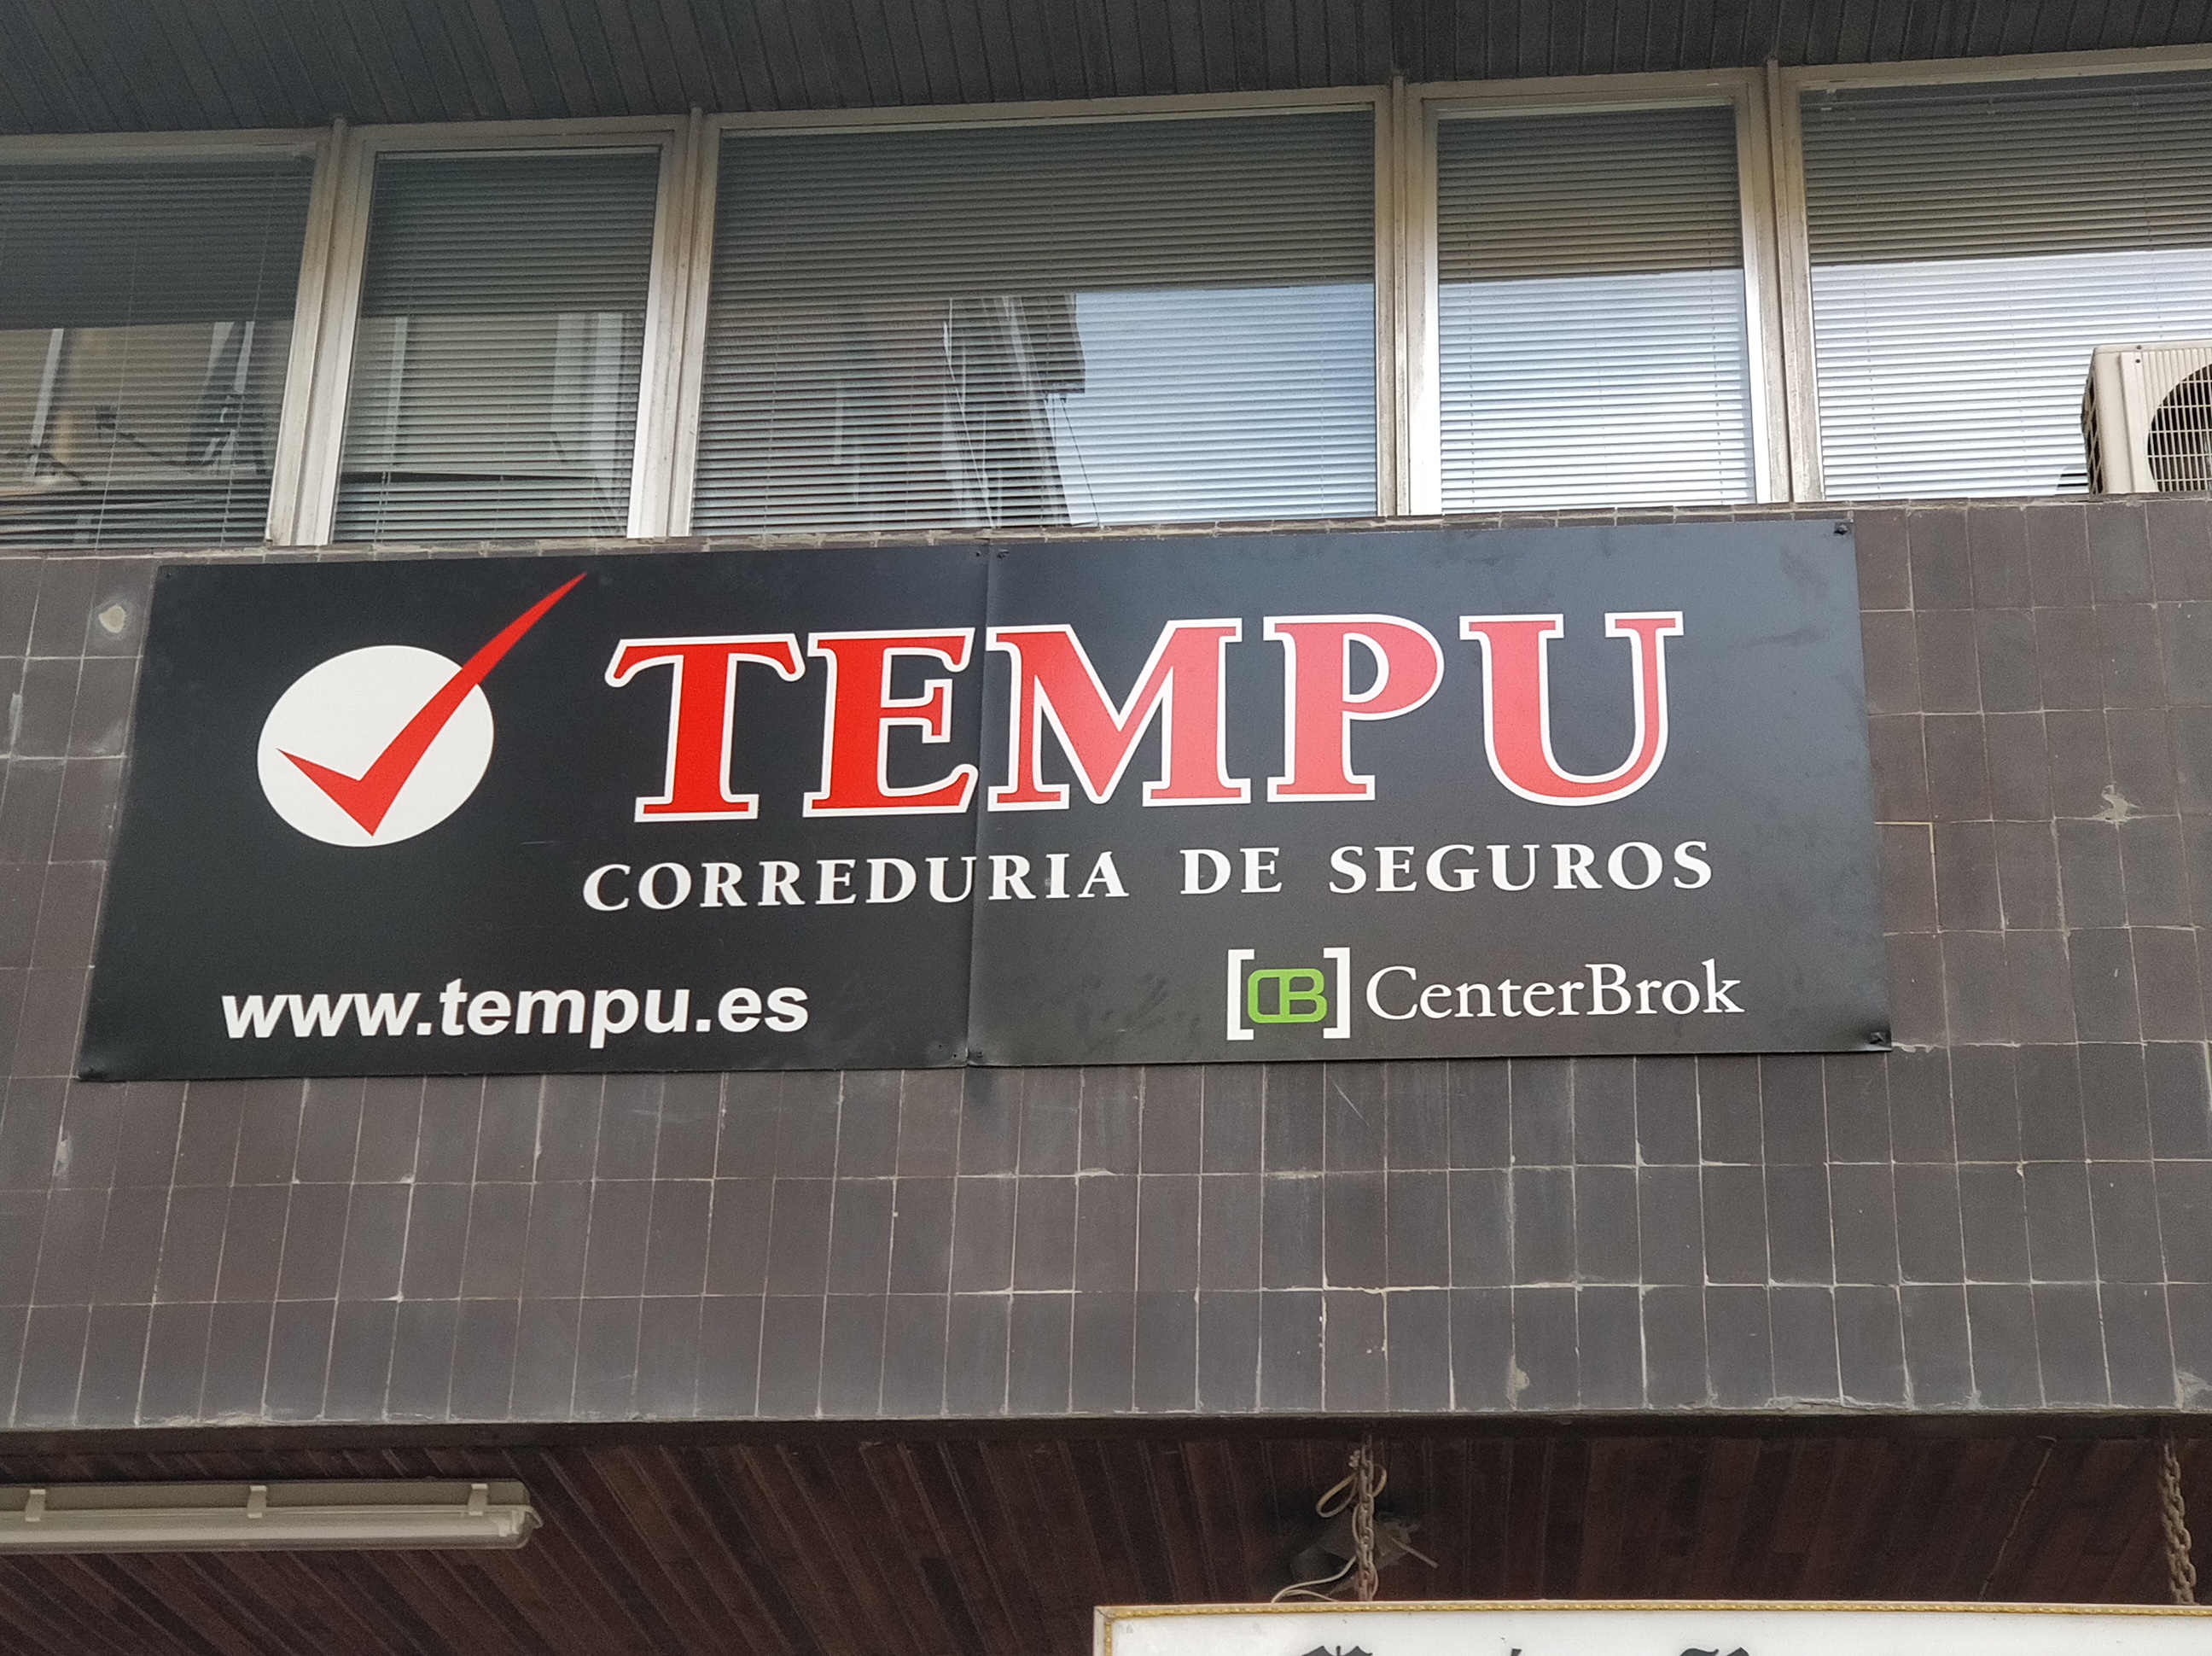 TEMPU
CORREDURIA DE SEGUROS
www.tempu.es
[CB] CenterBrok